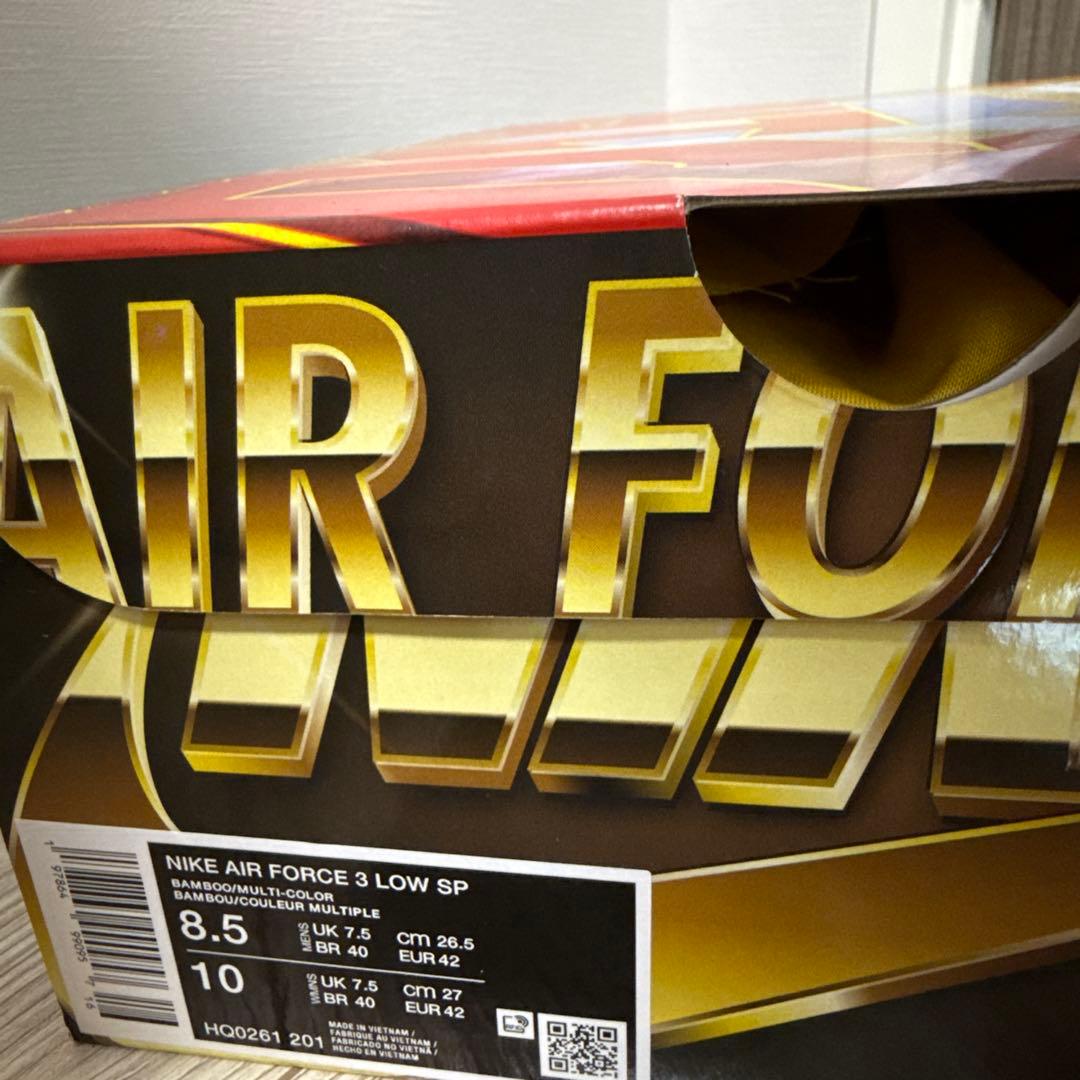 AIR FO
NIKE AIR FORCE 3 LOW SP
BAMBOO/MULTI-COLOR
BAMBOU/COULEUR MULTIPLE
8.5 MENS UK 7.5 CM 26.5
BR 40 EUR 42
10 WMNS UK 7.5 CM 27
BR 40 EUR 42
HQ0261 201
MADE IN VIETNAM /
FABRIQUE AU VIETNAM /
FABRICADO NO VIETNÃ /
HECHO EN VIETNAM